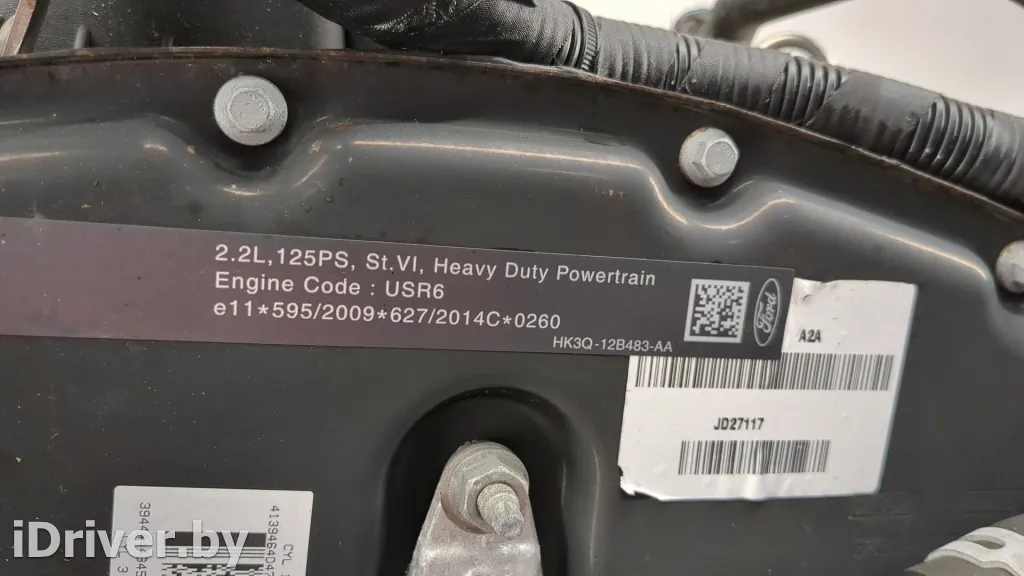 2.2L,125PS, St.VI, Heavy Duty Powertrain
Engine Code : USR6
e11*595/2009*627/2014C*0260
HK3Q-12B483-AA
Ford
A2A
JD27117
CYL
iDriver.by